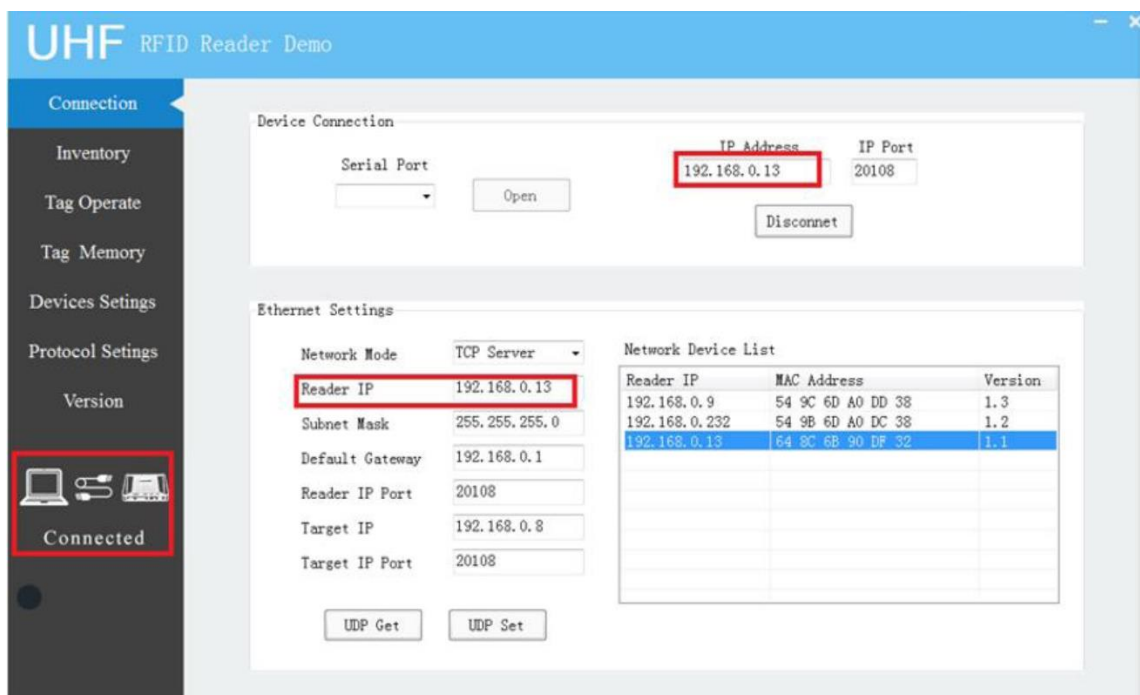 UHF RFID Reader Demo
Connection
Inventory
Tag Operate
Tag Memory
Devices Setings
Protocol Setings
Version
Connected
Device Connection
Serial Port
Open
IP Address IP Port
192.168.0.13 20108
Disconnet
Ethernet Settings
Network Mode TCP Server
Reader IP 192.168.0.13
Subnet Mask 255.255.255.0
Default Gateway 192.168.0.1
Reader IP Port 20108
Target IP 192.168.0.8
Target IP Port 20108
UDP Get UDP Set
Network Device List
Reader IP MAC Address Version
192.168.0.9 54 9C 6D A0 DD 38 1.3
192.168.0.232 54 9B 6D A0 DC 38 1.2
192.168.0.13 64 8C 6B 90 DF 32 1.1